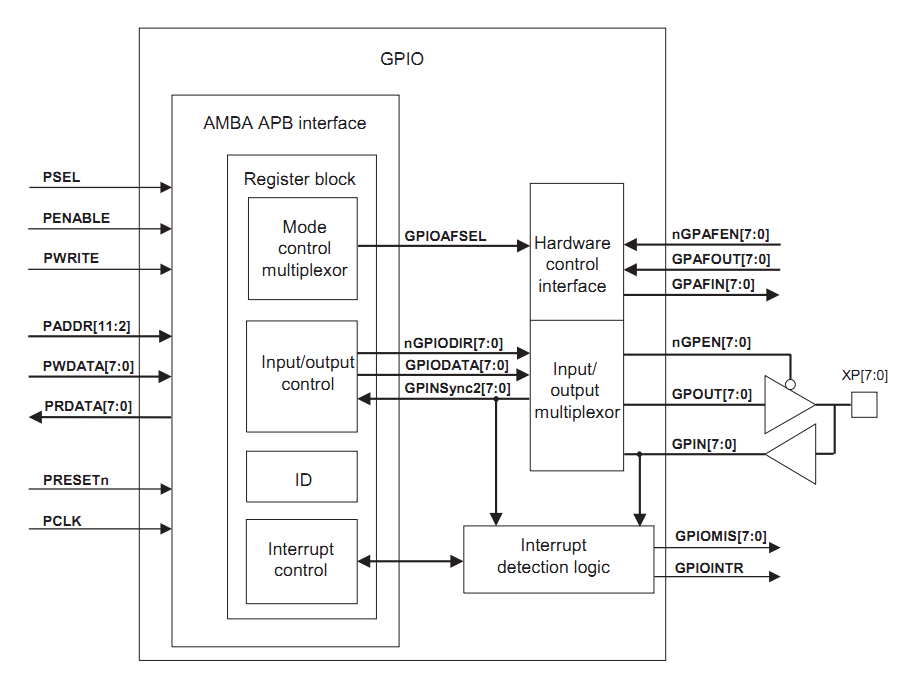 GPIO
AMBA APB interface
Register block
Mode
control
multiplexor
Input/output
control
ID
Interrupt
control
PSEL
PENABLE
PWRITE
PADDR[11:2]
PWDATA[7:0]
PRDATA[7:0]
PRESETn
PCLK
GPIOAFSEL
nGPIODIR[7:0]
GPIODATA[7:0]
GPINSync2[7:0]
Hardware
control
interface
Input/
output
multiplexor
Interrupt
detection logic
nGPAFEN[7:0]
GPAFOUT[7:0]
GPAFIN[7:0]
nGPEN[7:0]
GPOUT[7:0]
GPIN[7:0]
XP[7:0]
GPIOMIS[7:0]
GPIOINTR